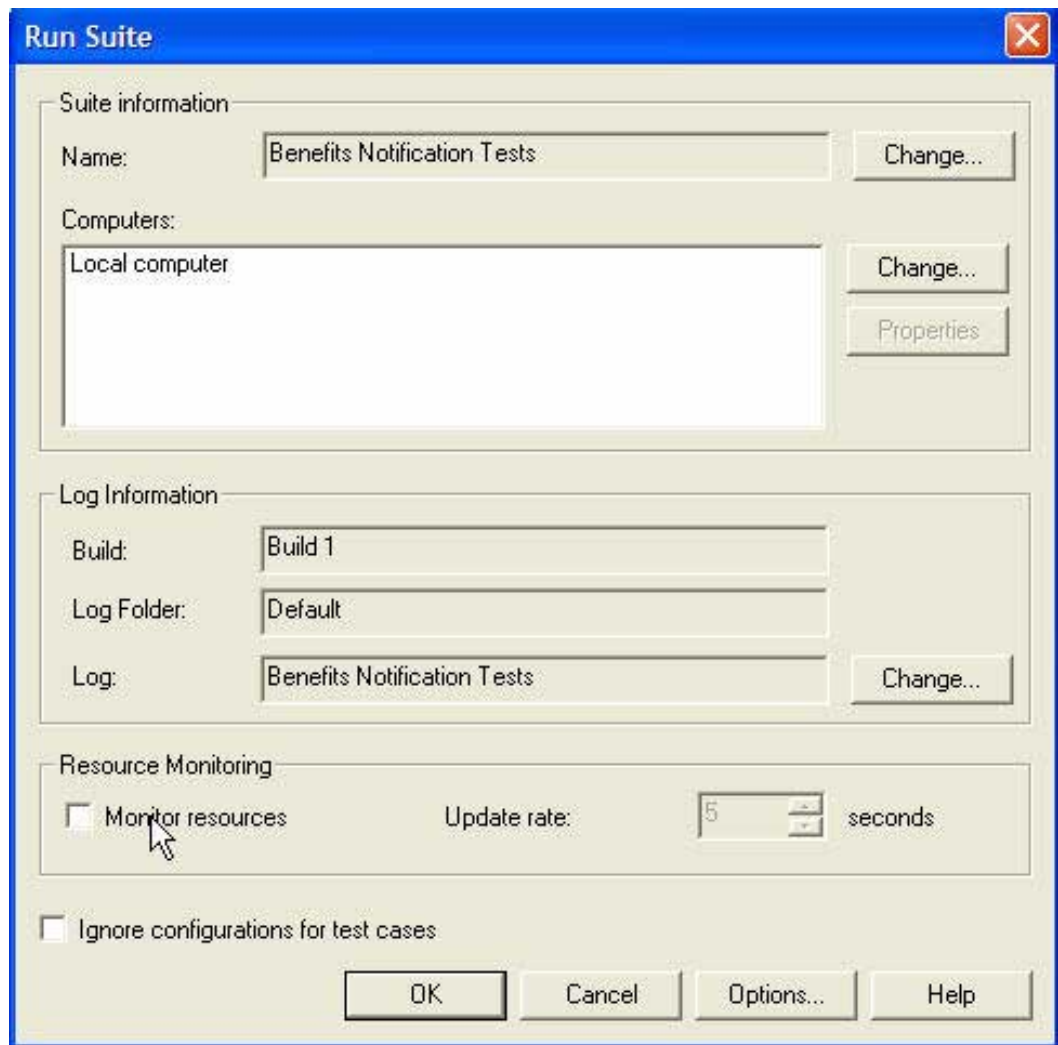 Run Suite
Suite information
Name: Benefits Notification Tests Change...
Computers:
Local computer Change...
Properties
Log Information
Build: Build 1
Log Folder: Default
Log: Benefits Notification Tests Change...
Resource Monitoring
Monitor resources Update rate: 5 seconds
Ignore configurations for test cases
OK Cancel Options... Help